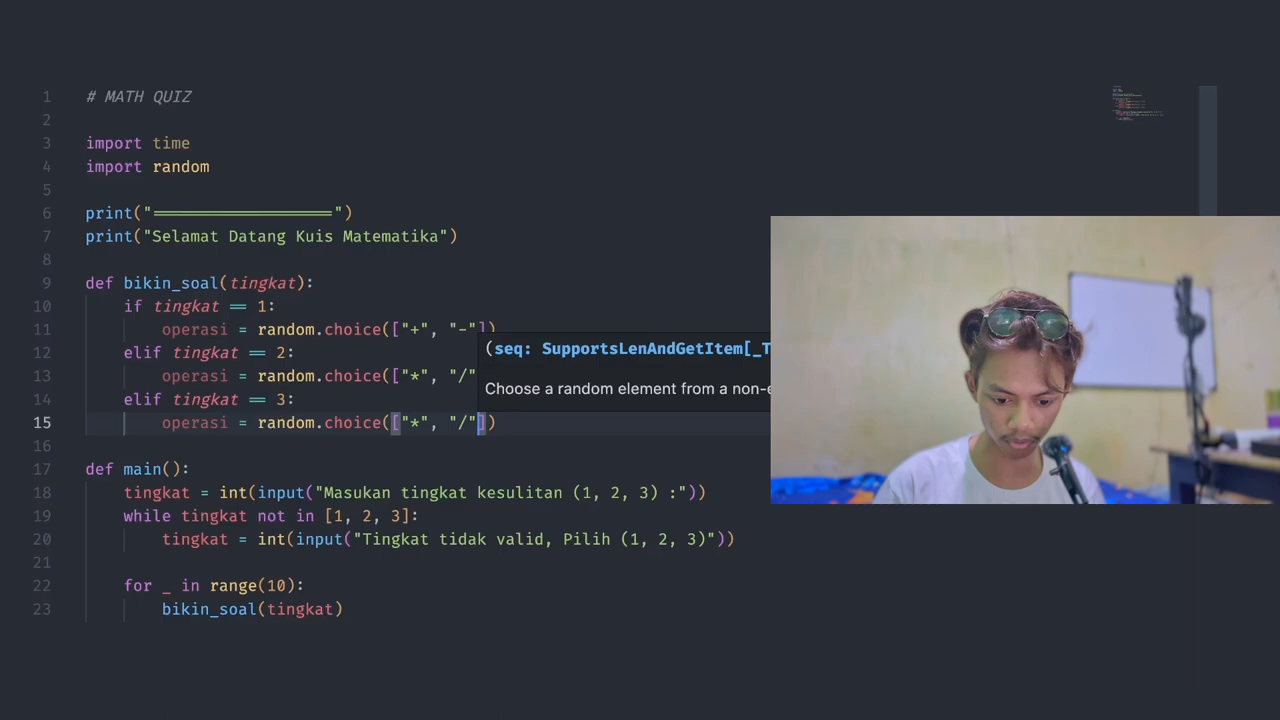 1 # MATH QUIZ
2
3 import time
4 import random
5
6 print("===================")
7 print("Selamat Datang Kuis Matematika")
8
9 def bikin_soal(tingkat):
10 if tingkat == 1:
11 operasi = random.choice(["+", "-"])
12 elif tingkat == 2:
(seq: SupportsLenAndGetItem[_T
13 operasi = random.choice(["*", "/"
Choose a random element from a non-e
14 elif tingkat == 3:
15 operasi = random.choice(["*", "/"])
16
17 def main():
18 tingkat = int(input("Masukan tingkat kesulitan (1, 2, 3) :"))
19 while tingkat not in [1, 2, 3]:
20 tingkat = int(input("Tingkat tidak valid, Pilih (1, 2, 3)"))
21
22 for _ in range(10):
23 bikin_soal(tingkat)